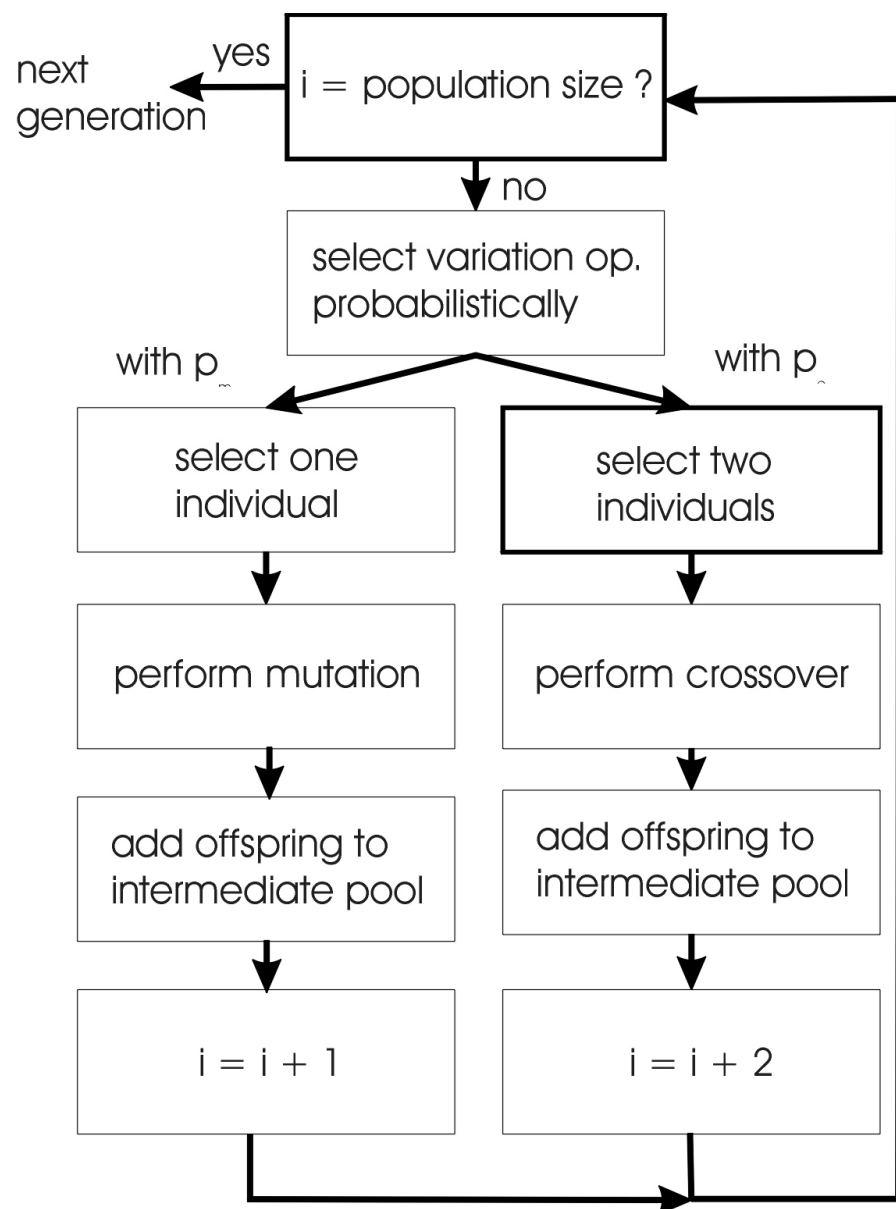 yes
next
generation
i = population size ?
no
select variation op.
probabilistically
with p
with p
select one
individual
select two
individuals
perform mutation
perform crossover
add offspring to
intermediate pool
add offspring to
intermediate pool
i = i + 1
i = i + 2